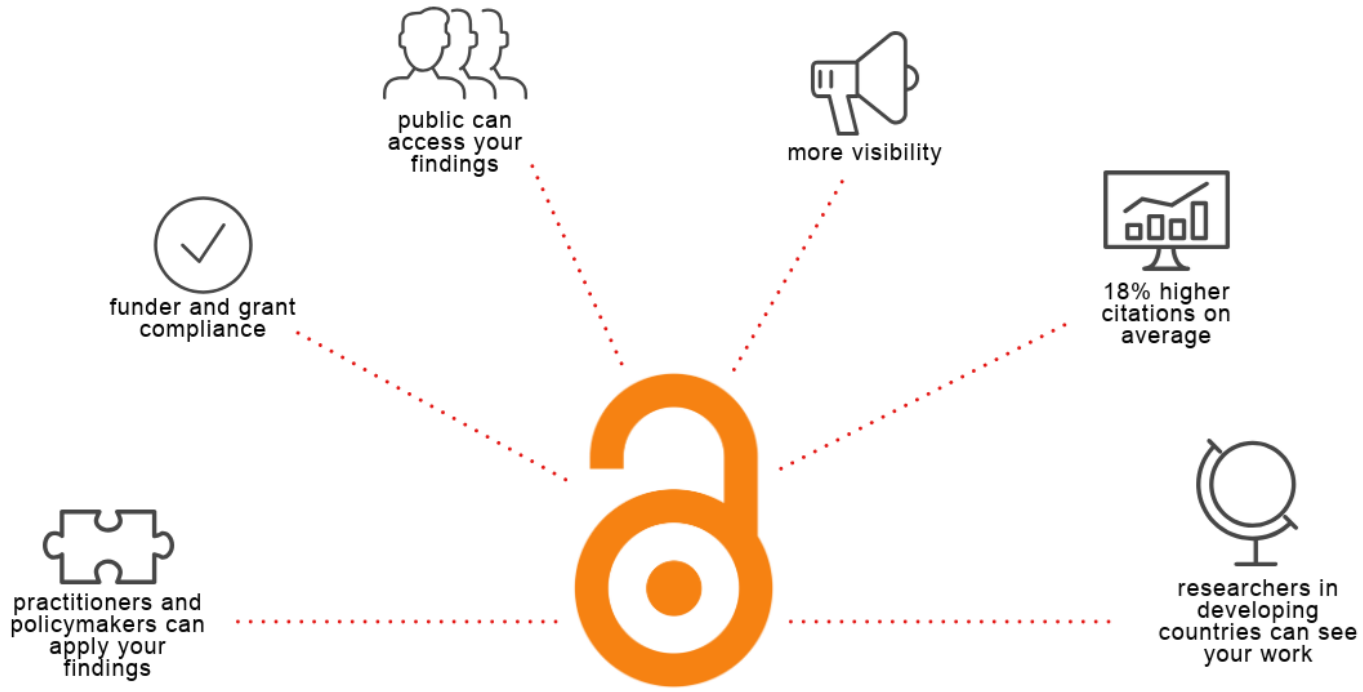 public can
access your
findings
more visibility
funder and grant
compliance
18% higher
citations on
average
practitioners and
policymakers can
apply your
findings
researchers in
developing
countries can see
your work